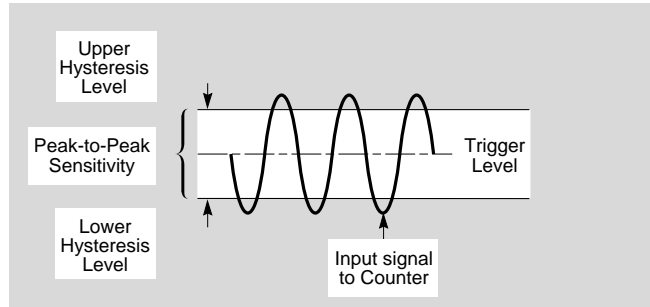 Upper
Hysteresis
Level
Peak-to-Peak
Sensitivity
Trigger
Level
Lower
Hysteresis
Level
Input signal
to Counter